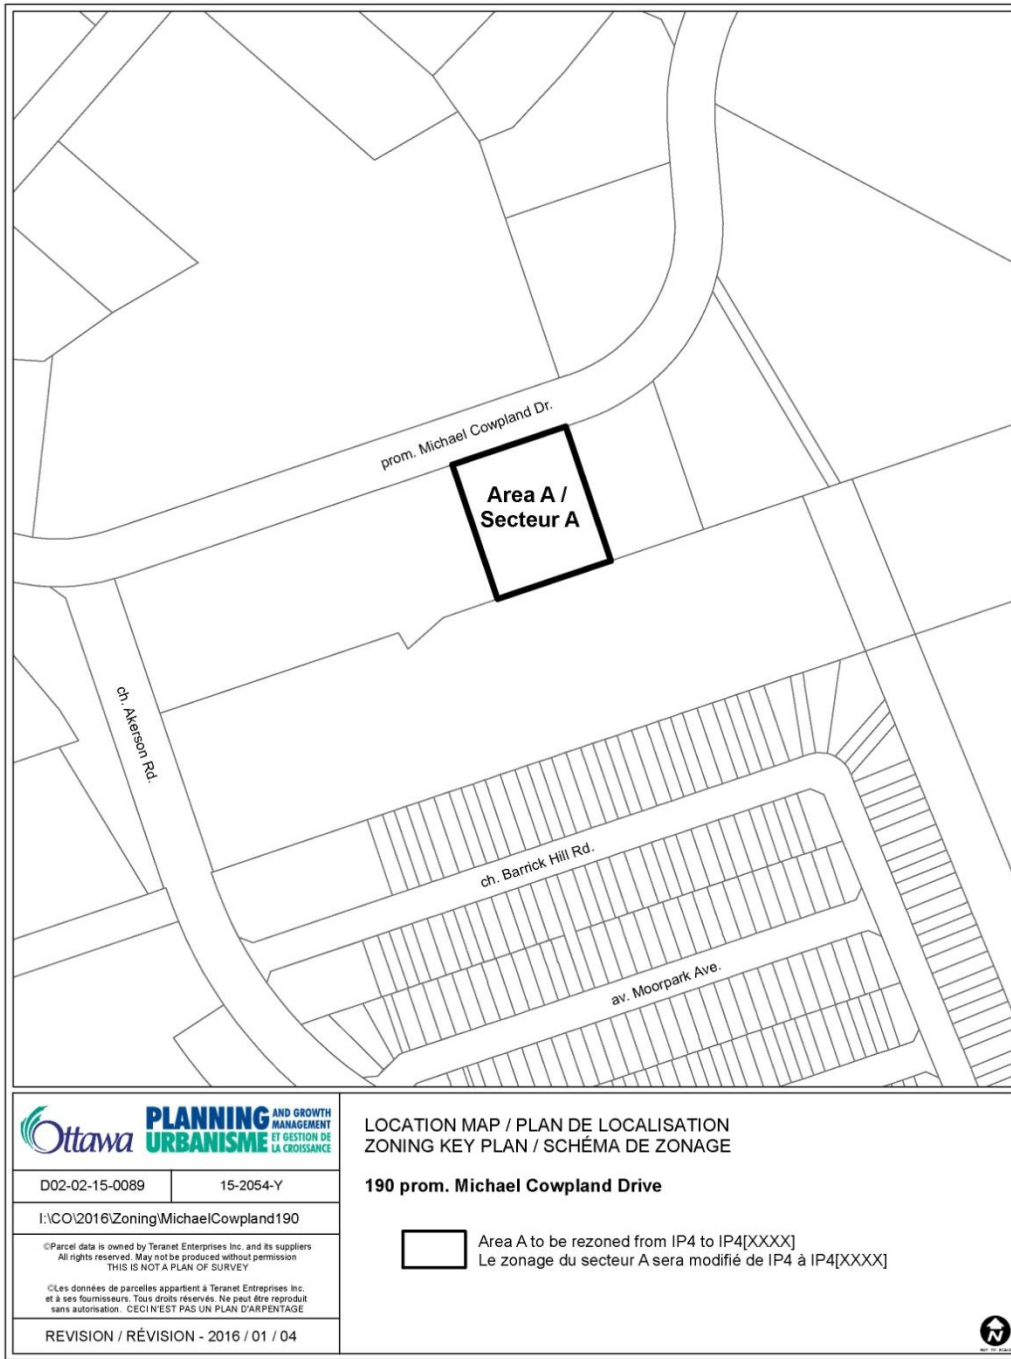 prom. Michael Cowpland Dr.
Area A /
Secteur A
ch. Akerson Rd.
ch. Barrick Hill Rd.
av. Moorpark Ave.
Ottawa
PLANNING AND GROWTH MANAGEMENT
URBANISME ET GESTION DE LA CROISSANCE
D02-02-15-0089
15-2054-Y
I:\CO\2016\Zoning\MichaelCowpland190
©Parcel data is owned by Teranet Enterprises Inc. and its suppliers
All rights reserved. May not be produced without permission
THIS IS NOT A PLAN OF SURVEY
©Les données de parcelles appartient à Teranet Entreprises Inc.
et à ses fournisseurs. Tous droits réservés. Ne peut être reproduit
sans autorisation. CECI N'EST PAS UN PLAN D'ARPENTAGE
REVISION / RÉVISION - 2016 / 01 / 04
LOCATION MAP / PLAN DE LOCALISATION
ZONING KEY PLAN / SCHÉMA DE ZONAGE
190 prom. Michael Cowpland Drive
Area A to be rezoned from IP4 to IP4[XXXX]
Le zonage du secteur A sera modifié de IP4 à IP4[XXXX]
N